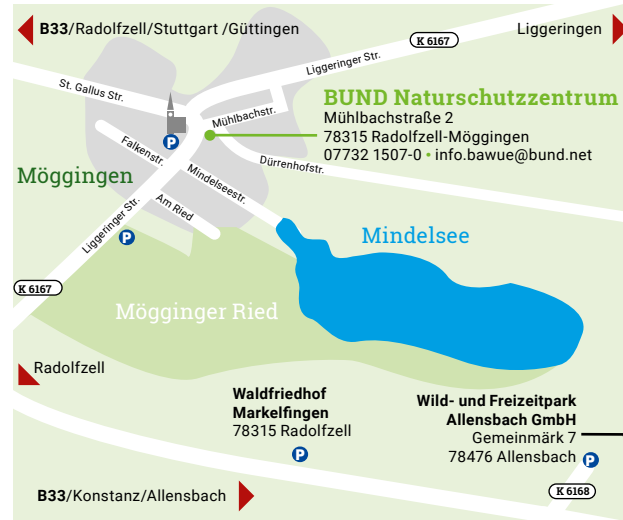 B33/Radolfzell/Stuttgart /Güttingen
K 6167
Liggeringen
Liggeringer Str.
St. Gallus Str.
BUND Naturschutzzentrum
Mühlbachstraße 2
78315 Radolfzell-Möggingen
07732 1507-0 • info.bawue@bund.net
Mühlbachstr.
P
Falkenstr.
Dürrenhofstr.
Möggingen
Mindelseestr.
Am Ried
Liggeringer Str.
P
Mindelsee
K 6167
Mögginger Ried
Radolfzell
Waldfriedhof
Markelfingen
78315 Radolfzell
P
Wild- und Freizeitpark
Allensbach GmbH
Gemeinmärk 7
78476 Allensbach
P
K 6168
B33/Konstanz/Allensbach